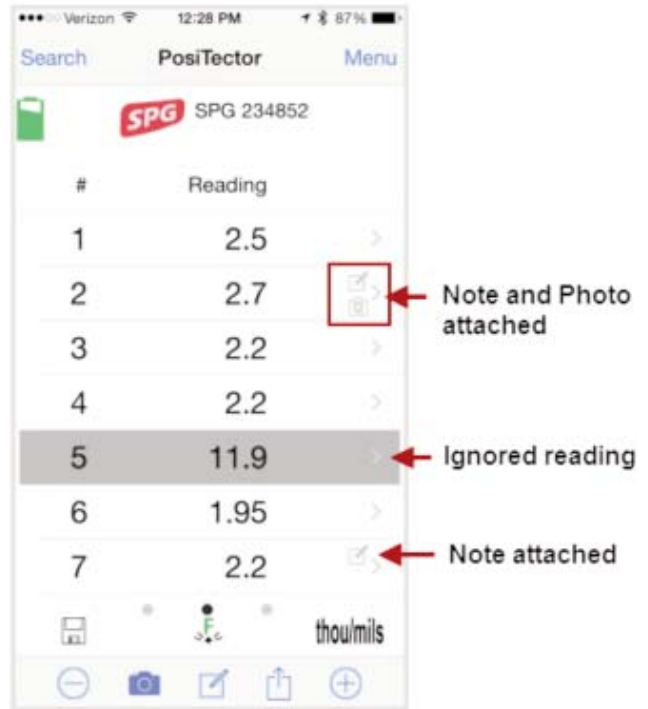 Verizon 12:28 PM 87%
Search PosiTector Menu
SPG SPG 234852
# Reading
1 2.5
2 2.7
Note and Photo
attached
3 2.2
4 2.2
5 11.9 Ignored reading
6 1.95
7 2.2 Note attached
F
thou/mils